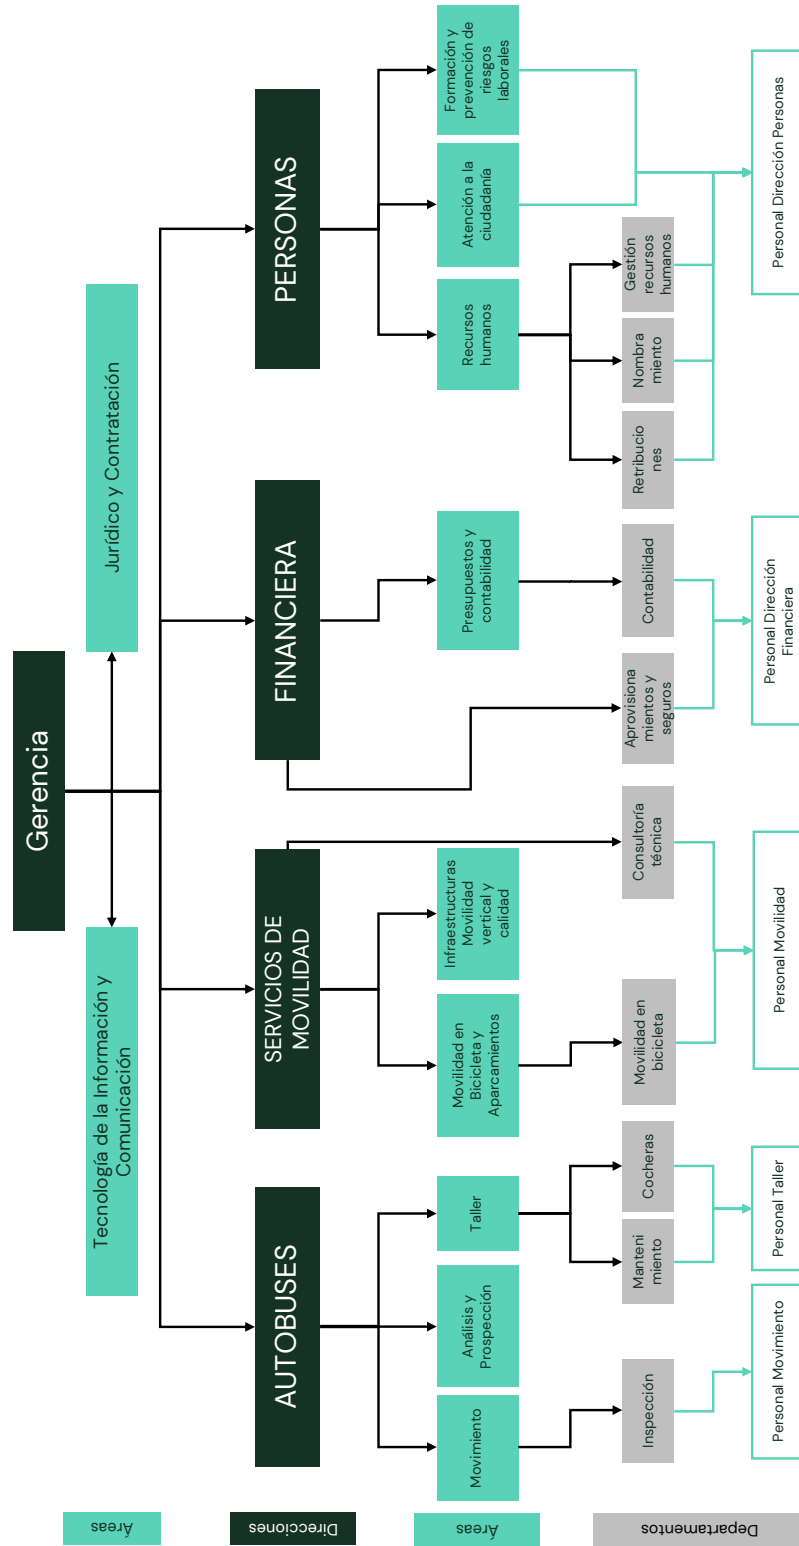 Gerencia
Tecnología de la Información y
Comunicación
Jurídico y Contratación
Áreas
AUTOBUSES
SERVICIOS DE
MOVILIDAD
FINANCIERA
PERSONAS
Direcciones
Movimiento
Análisis y
Prospección
Taller
Movilidad en
Bicicleta y
Aparcamientos
Infraestructuras
Movilidad
vertical y
calidad
Presupuestos y
contabilidad
Recursos
humanos
Atención a la
ciudadanía
Formación y
prevención de
riesgos
laborales
Áreas
Inspección
Manteni
miento
Cocheras
Movilidad en
bicicleta
Consultoría
técnica
Aprovisiona
mientos y
seguros
Contabilidad
Retribucio
nes
Nombra
miento
Gestión
recursos
humanos
Departamentos
Personal Movimiento
Personal Taller
Personal Movilidad
Personal Dirección
Financiera
Personal Dirección Personas